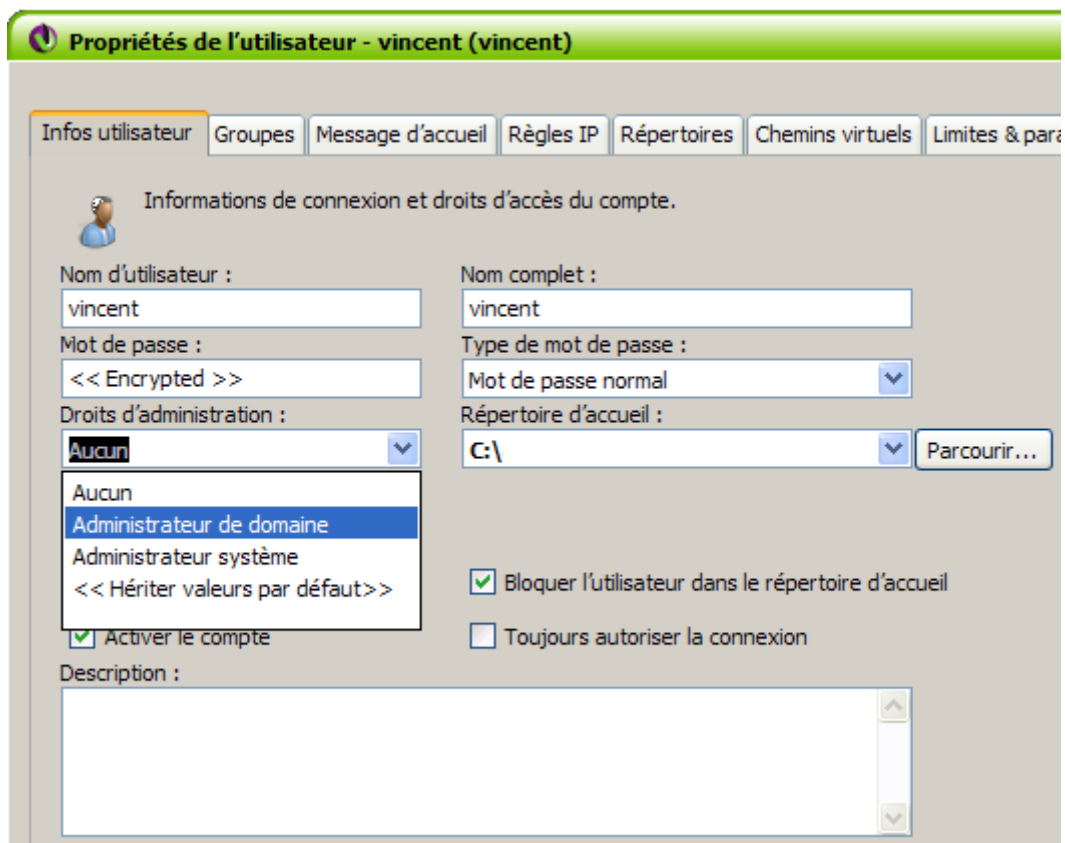 Propriétés de l'utilisateur - vincent (vincent)
Infos utilisateur Groupes Message d'accueil Règles IP Répertoires Chemins virtuels Limites &
Informations de connexion et droits d'accès du compte.
Nom d'utilisateur : Nom complet :
vincent vincent
Mot de passe : Type de mot de passe :
<< Encrypted >> Mot de passe normal
Droits d'administration : Répertoire d'accueil :
Aucun C:\ Parcourir...
Aucun
Administrateur de domaine
Administrateur système
<< Hériter valeurs par défaut>> Bloquer l'utilisateur dans le répertoire d'accueil
Activer le compte Toujours autoriser la connexion
Description :